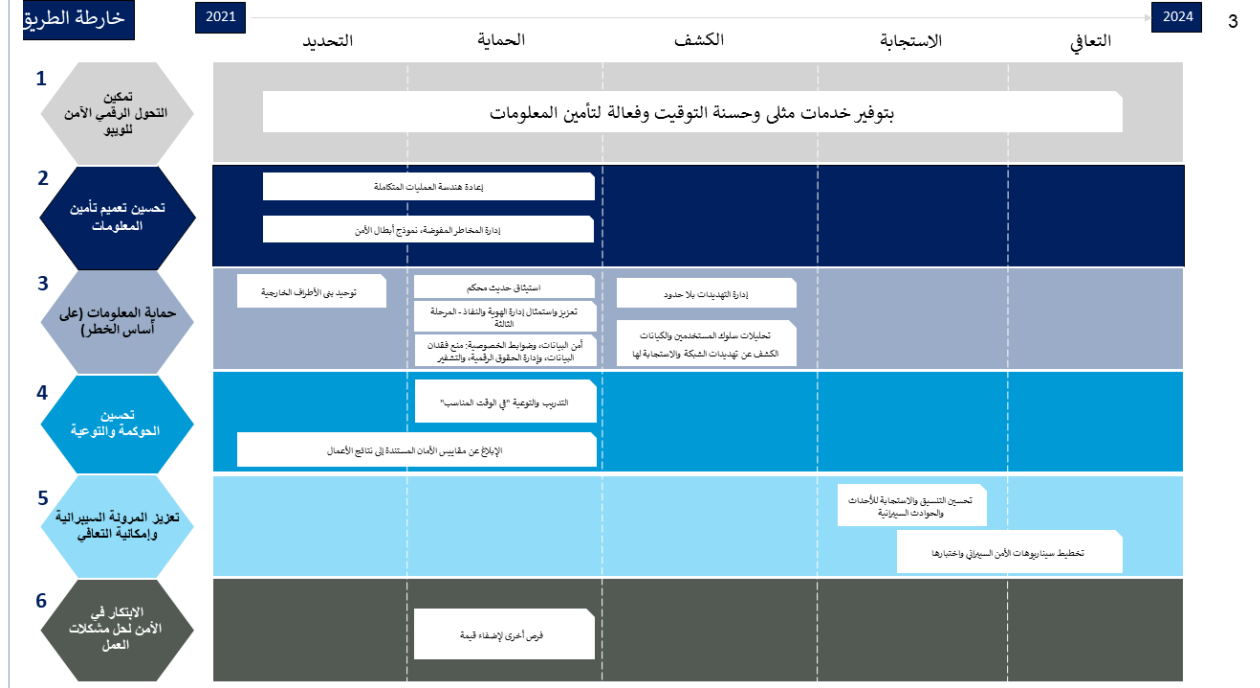 خارطة الطريق
2021
2024
3
التحديد
الحماية
الكشف
الاستجابة
التعافي
1
تمكين
التحول الرقمي الآمن
للويبو
بتوفير خدمات مثلى وحسنة التوقيت وفعالة لتأمين المعلومات
2
تحسين تعميم تأمين
المعلومات
إعادة هندسة العمليات المتكاملة
إدارة المخاطر المفوضة، نموذج أبطال الأمن
3
حماية المعلومات (على
أساس الخطر)
توحيد بنى الأطراف الخارجية
استيثاق حديث محكم
تعزيز واستمثال إدارة الهوية والنفاذ - المرحلة
الثالثة
أمن البيانات، وضوابط الخصوصية: منع فقدان
البيانات، وإدارة الحقوق الرقمية، والتشفير
إدارة التهديدات بلا حدود
تحليلات سلوك المستخدمين والكيانات
الكشف عن تهديدات الشبكة والاستجابة لها
4
تحسين
الحوكمة والتوعية
التدريب والتوعية "في الوقت المناسب"
الإبلاغ عن مقاييس الأمان المستندة إلى نتائج الأعمال
5
تعزيز المرونة السيبرانية
وإمكانية التعافي
تحسين التنسيق والاستجابة للأحداث
والحوادث السيبرانية
تخطيط سيناريوهات الأمن السيبراني واختبارها
6
الابتكار في
الأمن لحل مشكلات
العمل
فرص أخرى لإضفاء قيمة